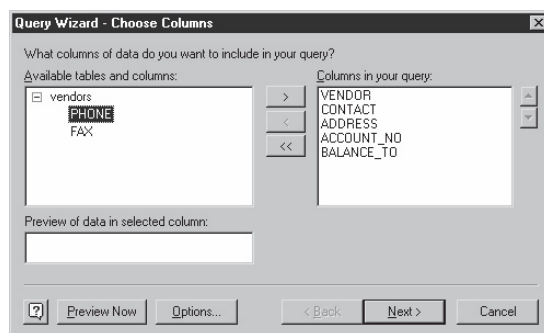 Query Wizard - Choose Columns
What columns of data do you want to include in your query?
Available tables and columns:
Columns in your query:
vendors
PHONE
FAX
>
<
<<
VENDOR
CONTACT
ADDRESS
ACCOUNT_NO
BALANCE_TO
Preview of data in selected column:
?
Preview Now
Options...
< Back
Next >
Cancel